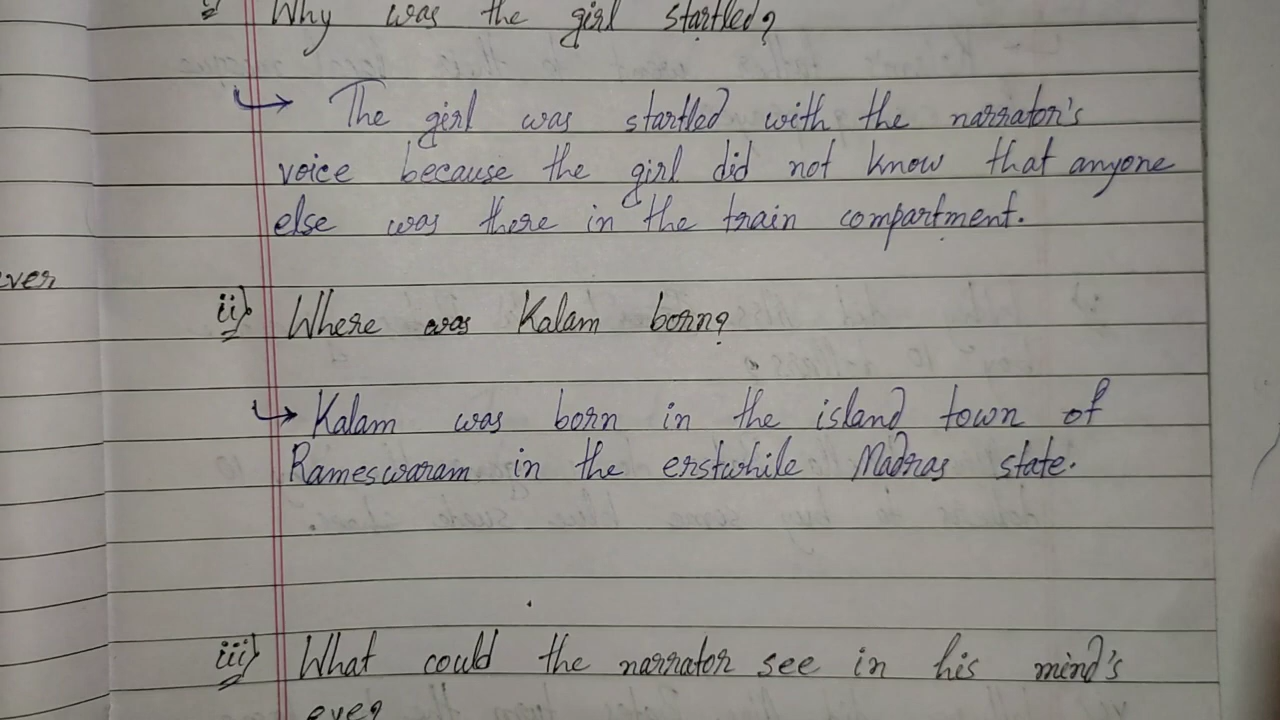 i) Why was the girl startled?
↳ The girl was startled with the narrator's
voice because the girl did not know that anyone
else was there in the train compartment.
ver
ii) Where was Kalam born?
↳ Kalam was born in the island town of
Rameswaram in the erstwhile Madras state.
iii) What could the narrator see in his mind's
eye?